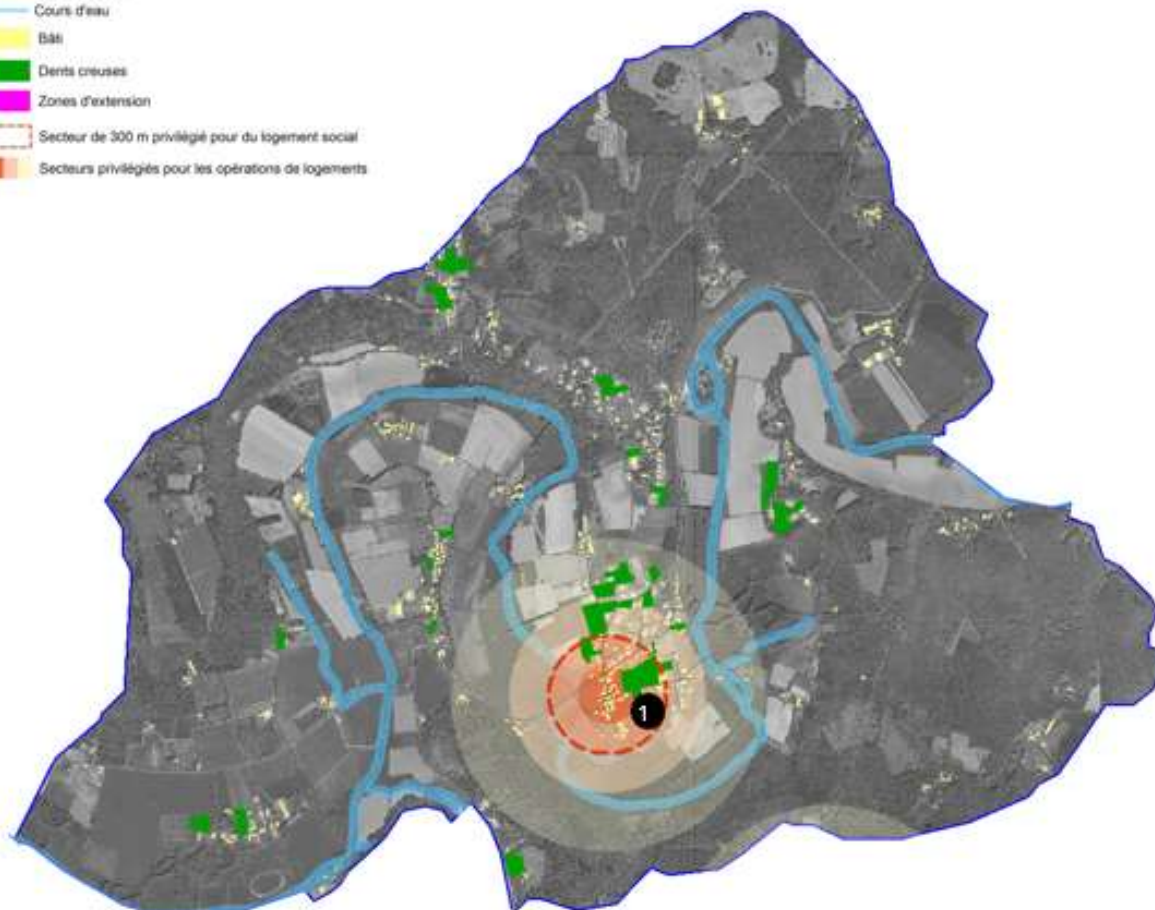 Cours d'eau
Bâti
Dents creuses
Zones d'extension
Secteur de 300 m privilégié pour du logement social
Secteurs privilégiés pour les opérations de logements
1